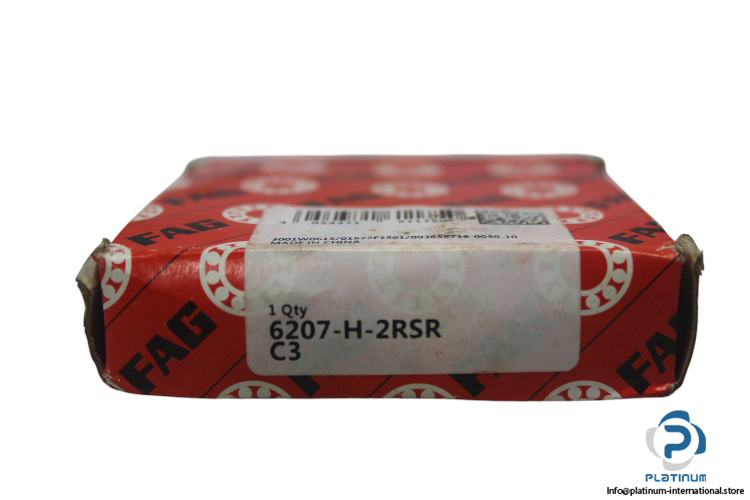 FAG
FAG
MADE IN CHINA
1 Qty
6207-H-2RSR
C3
FAG
FAG
PLATINUM
Info@platinum-international.store